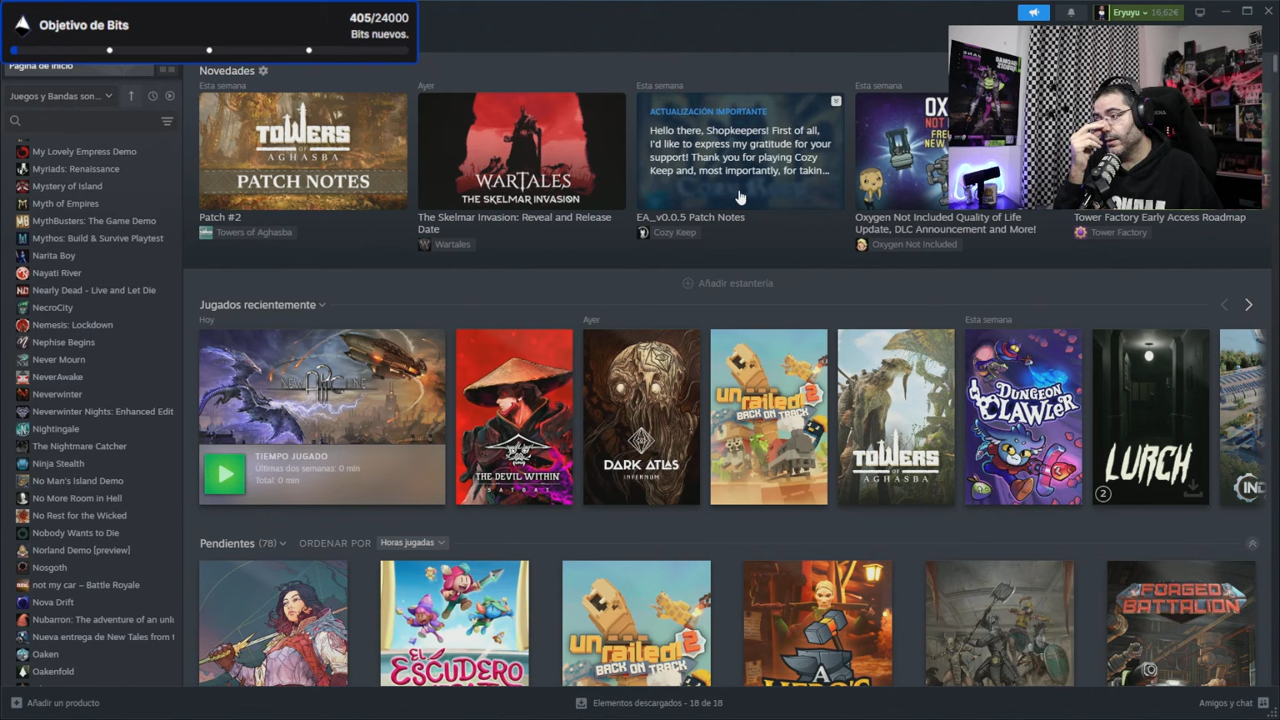 Objetivo de Bits
405/24000
Bits nuevos.
Eryuyu
16,62€
Página de inicio
Juegos y Bandas son...
My Lovely Empress Demo
Myriads: Renaissance
Mystery of Island
Myth of Empires
MythBusters: The Game Demo
Mythos: Build & Survive Playtest
Narita Boy
Nayati River
Nearly Dead - Live and Let Die
NecroCity
Nemesis: Lockdown
Nephise Begins
Never Mourn
NeverAwake
Neverwinter
Neverwinter Nights: Enhanced Edit
Nightingale
The Nightmare Catcher
Ninja Stealth
No Man's Island Demo
No More Room in Hell
No Rest for the Wicked
Nobody Wants to Die
Norland Demo [preview]
Nosgoth
not my car – Battle Royale
Nova Drift
Nubarron: The adventure of an unlu
Nueva entrega de New Tales from t
Oaken
Oakenfold
Novedades
Esta semana
TOWERS
OF
AGHASBA
PATCH NOTES
Patch #2
Towers of Aghasba
Ayer
WARTALES
THE SKELMAR INVASION
The Skelmar Invasion: Reveal and Release
Date
Wartales
Esta semana
ACTUALIZACIÓN IMPORTANTE
Hello there, Shopkeepers! First of all,
I'd like to express my gratitude for your
support! Thank you for playing Cozy
Keep and, most importantly, for takin...
EA_v0.0.5 Patch Notes
Cozy Keep
Esta semana
Oxygen Not Included Quality of Life
Update, DLC Announcement and More!
Oxygen Not Included
Tower Factory Early Access Roadmap
Tower Factory
Añadir estantería
Jugados recientemente
Hoy
TIEMPO JUGADO
Últimas dos semanas: 0 min
Total: 0 min
THE DEVIL WITHIN
SATGAT
Ayer
DARK ATLAS
INFERNUM
unrailed 2
BACK ON TRACK
TOWERS
OF
AGHASBA
Esta semana
DUNGEON
CLAWLER
LURCH
2
Pendientes (78)
ORDENAR POR
Horas jugadas
EL
ESCUDERO
unrailed 2
BACK ON TRACK
A
HERO'S
FORGED
BATTALION
Añadir un producto
Elementos descargados - 18 de 18
Amigos y chat